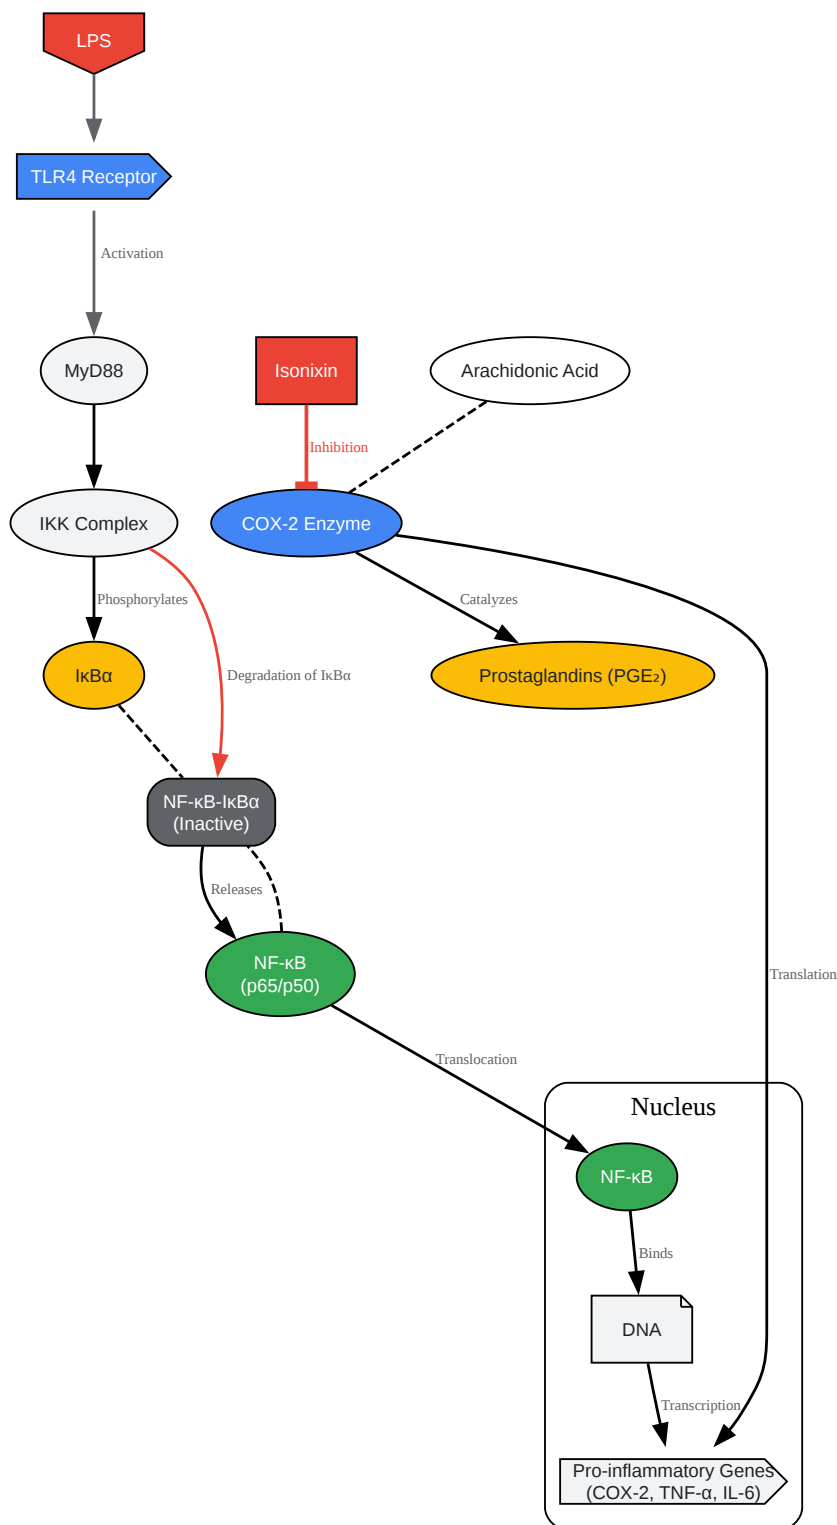 LPS
TLR4 Receptor
Activation
MyD88
Isonixin
Arachidonic Acid
Inhibition
IKK Complex
COX-2 Enzyme
Phosphorylates
Catalyzes
IκBα
Degradation of IκBα
Prostaglandins (PGE₂)
NF-κB-IκBα
(Inactive)
Releases
NF-κB
(p65/p50)
Translation
Translocation
Nucleus
NF-κB
Binds
DNA
Transcription
Pro-inflammatory Genes
(COX-2, TNF-α, IL-6)